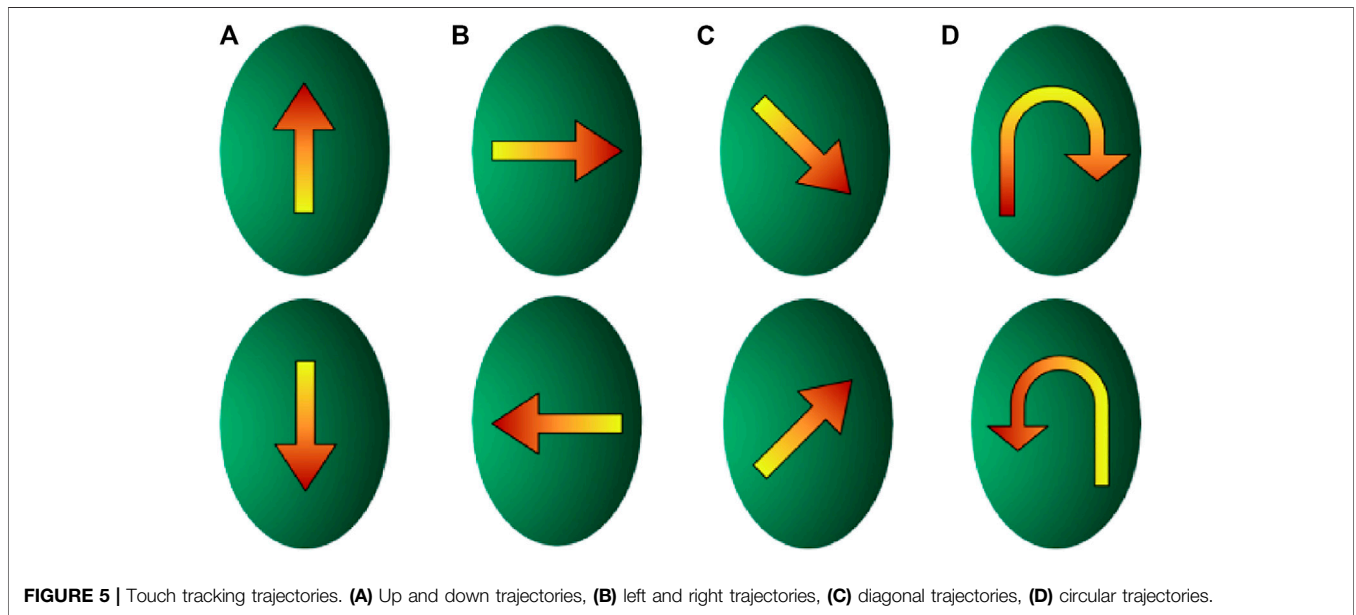 A B C D
FIGURE 5 | Touch tracking trajectories. (A) Up and down trajectories, (B) left and right trajectories, (C) diagonal trajectories, (D) circular trajectories.